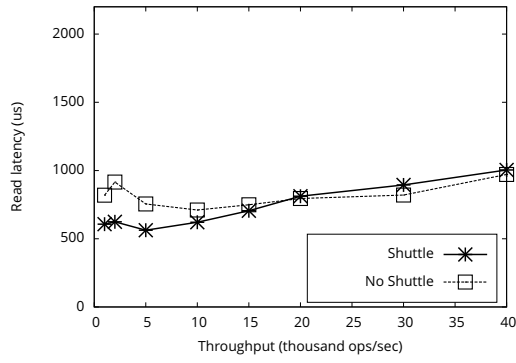 2000
1500
1000
500
0
Read latency (us)
Shuttle
No Shuttle
0 5 10 15 20 25 30 35 40
Throughput (thousand ops/sec)